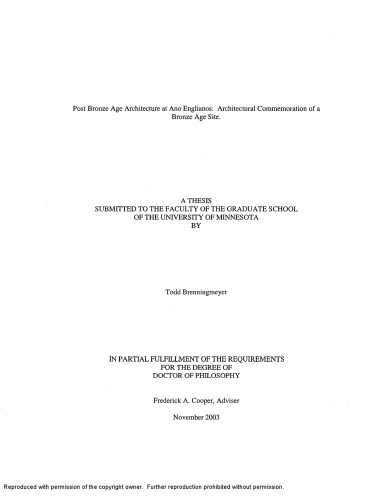 Post Bronze Age Architecture at Ano Englianos: Architectural Commemoration of a
Bronze Age Site.
A THESIS
SUBMITTED TO THE FACULTY OF THE GRADUATE SCHOOL
OF THE UNIVERSITY OF MINNESOTA
BY
Todd Brenningmeyer
IN PARTIAL FULFILLMENT OF THE REQUIREMENTS
FOR THE DEGREE OF
DOCTOR OF PHILOSOPHY
Frederick A. Cooper, Adviser
November 2003
Reproduced with permission of the copyright owner. Further reproduction prohibited without permission.